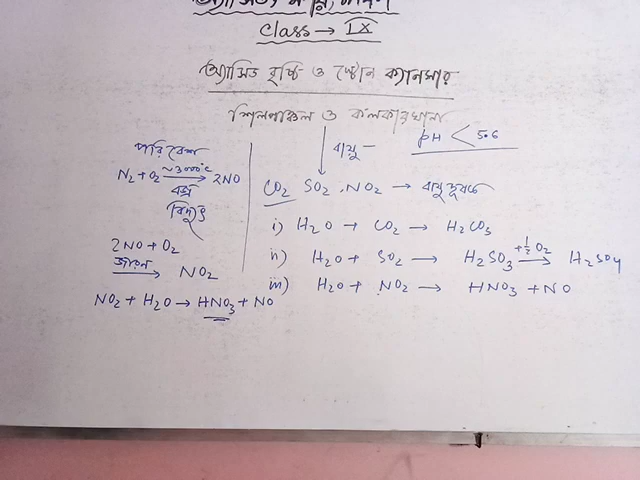 অ্যাসিড
Class → IX
অ্যাসিড বৃষ্টি ও স্টোন ক্যানসার
শিল্পাঞ্চল ও কলকারখানা
pH < 5.6
বায়ু -
CO₂ SO₂ . NO₂ → বায়ুদূষণ
i) H₂O + CO₂ → H₂CO₃
ii) H₂O + SO₂ → H₂SO₃ +½O₂→ H₂SO4
iii) H₂O + NO₂ → HNO₃ + NO
পরিবেশ
N₂ + O₂ ~3000°C→ 2NO
বজ্র
বিদ্যুৎ
2NO + O₂
জারন→ NO₂
NO₂ + H₂O → HNO₃ + NO